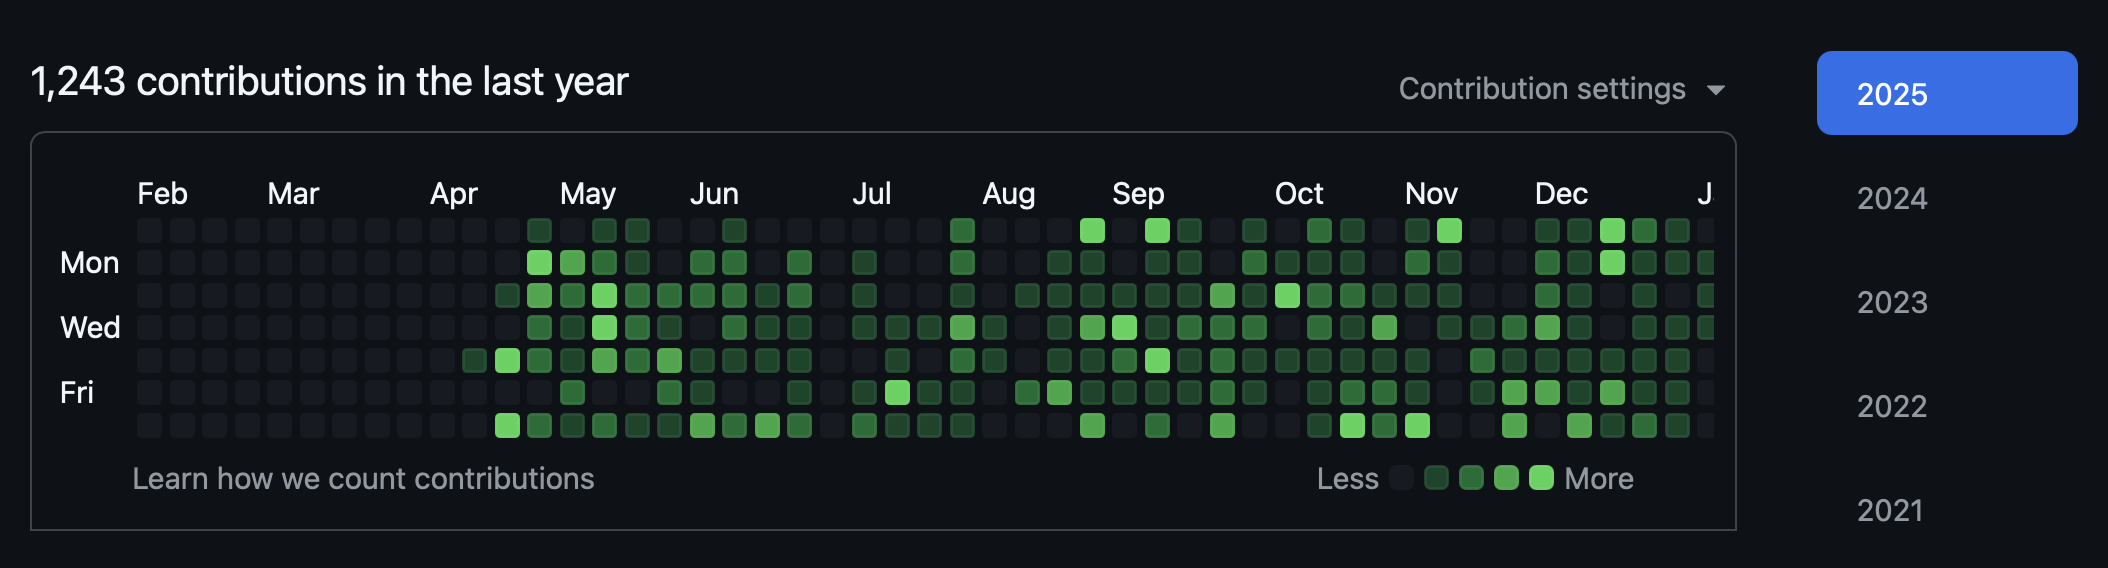 1,243 contributions in the last year
Contribution settings
2025
2024
2023
2022
2021
Feb Mar Apr May Jun Jul Aug Sep Oct Nov Dec J
Mon
Wed
Fri
Learn how we count contributions
Less More